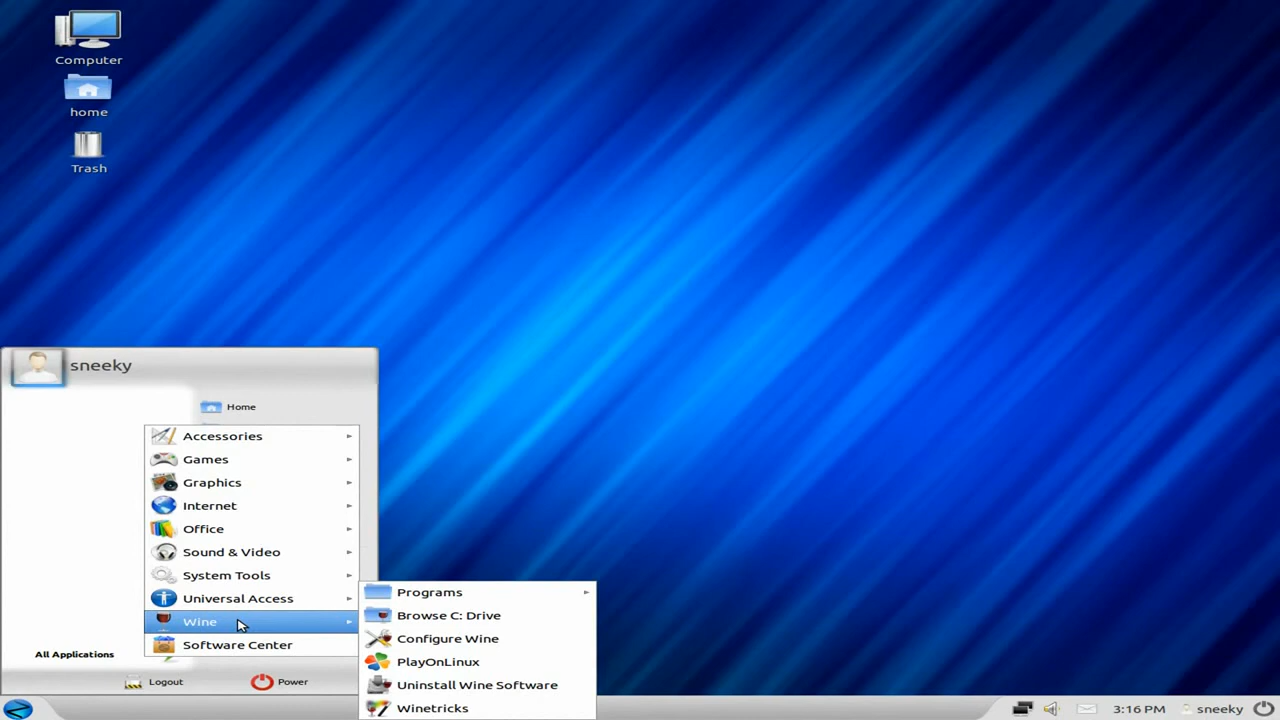 Computer
home
Trash
sneeky
Home
Accessories
Games
Graphics
Internet
Office
Sound & Video
System Tools
Universal Access
Wine
Software Center
All Applications
Logout
Power
Programs
Browse C: Drive
Configure Wine
PlayOnLinux
Uninstall Wine Software
Winetricks
3:16 PM
sneeky